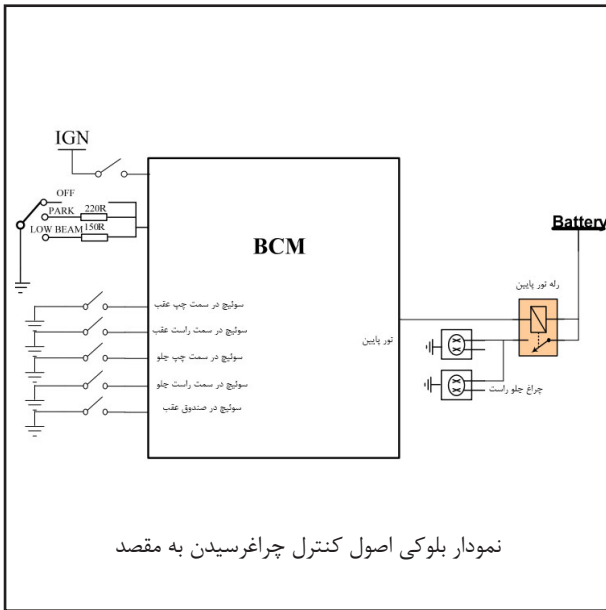 IGN
OFF
PARK
220R
LOW BEAM
150R
BCM
Battery
رله نور پایین
سوئیچ در سمت چپ عقب
سوئیچ در سمت راست عقب
نور پایین
سوئیچ در سمت چپ جلو
سوئیچ در سمت راست جلو
چراغ جلو راست
سوئیچ در صندوق عقب
نمودار بلوکی اصول کنترل چراغرسیدن به مقصد